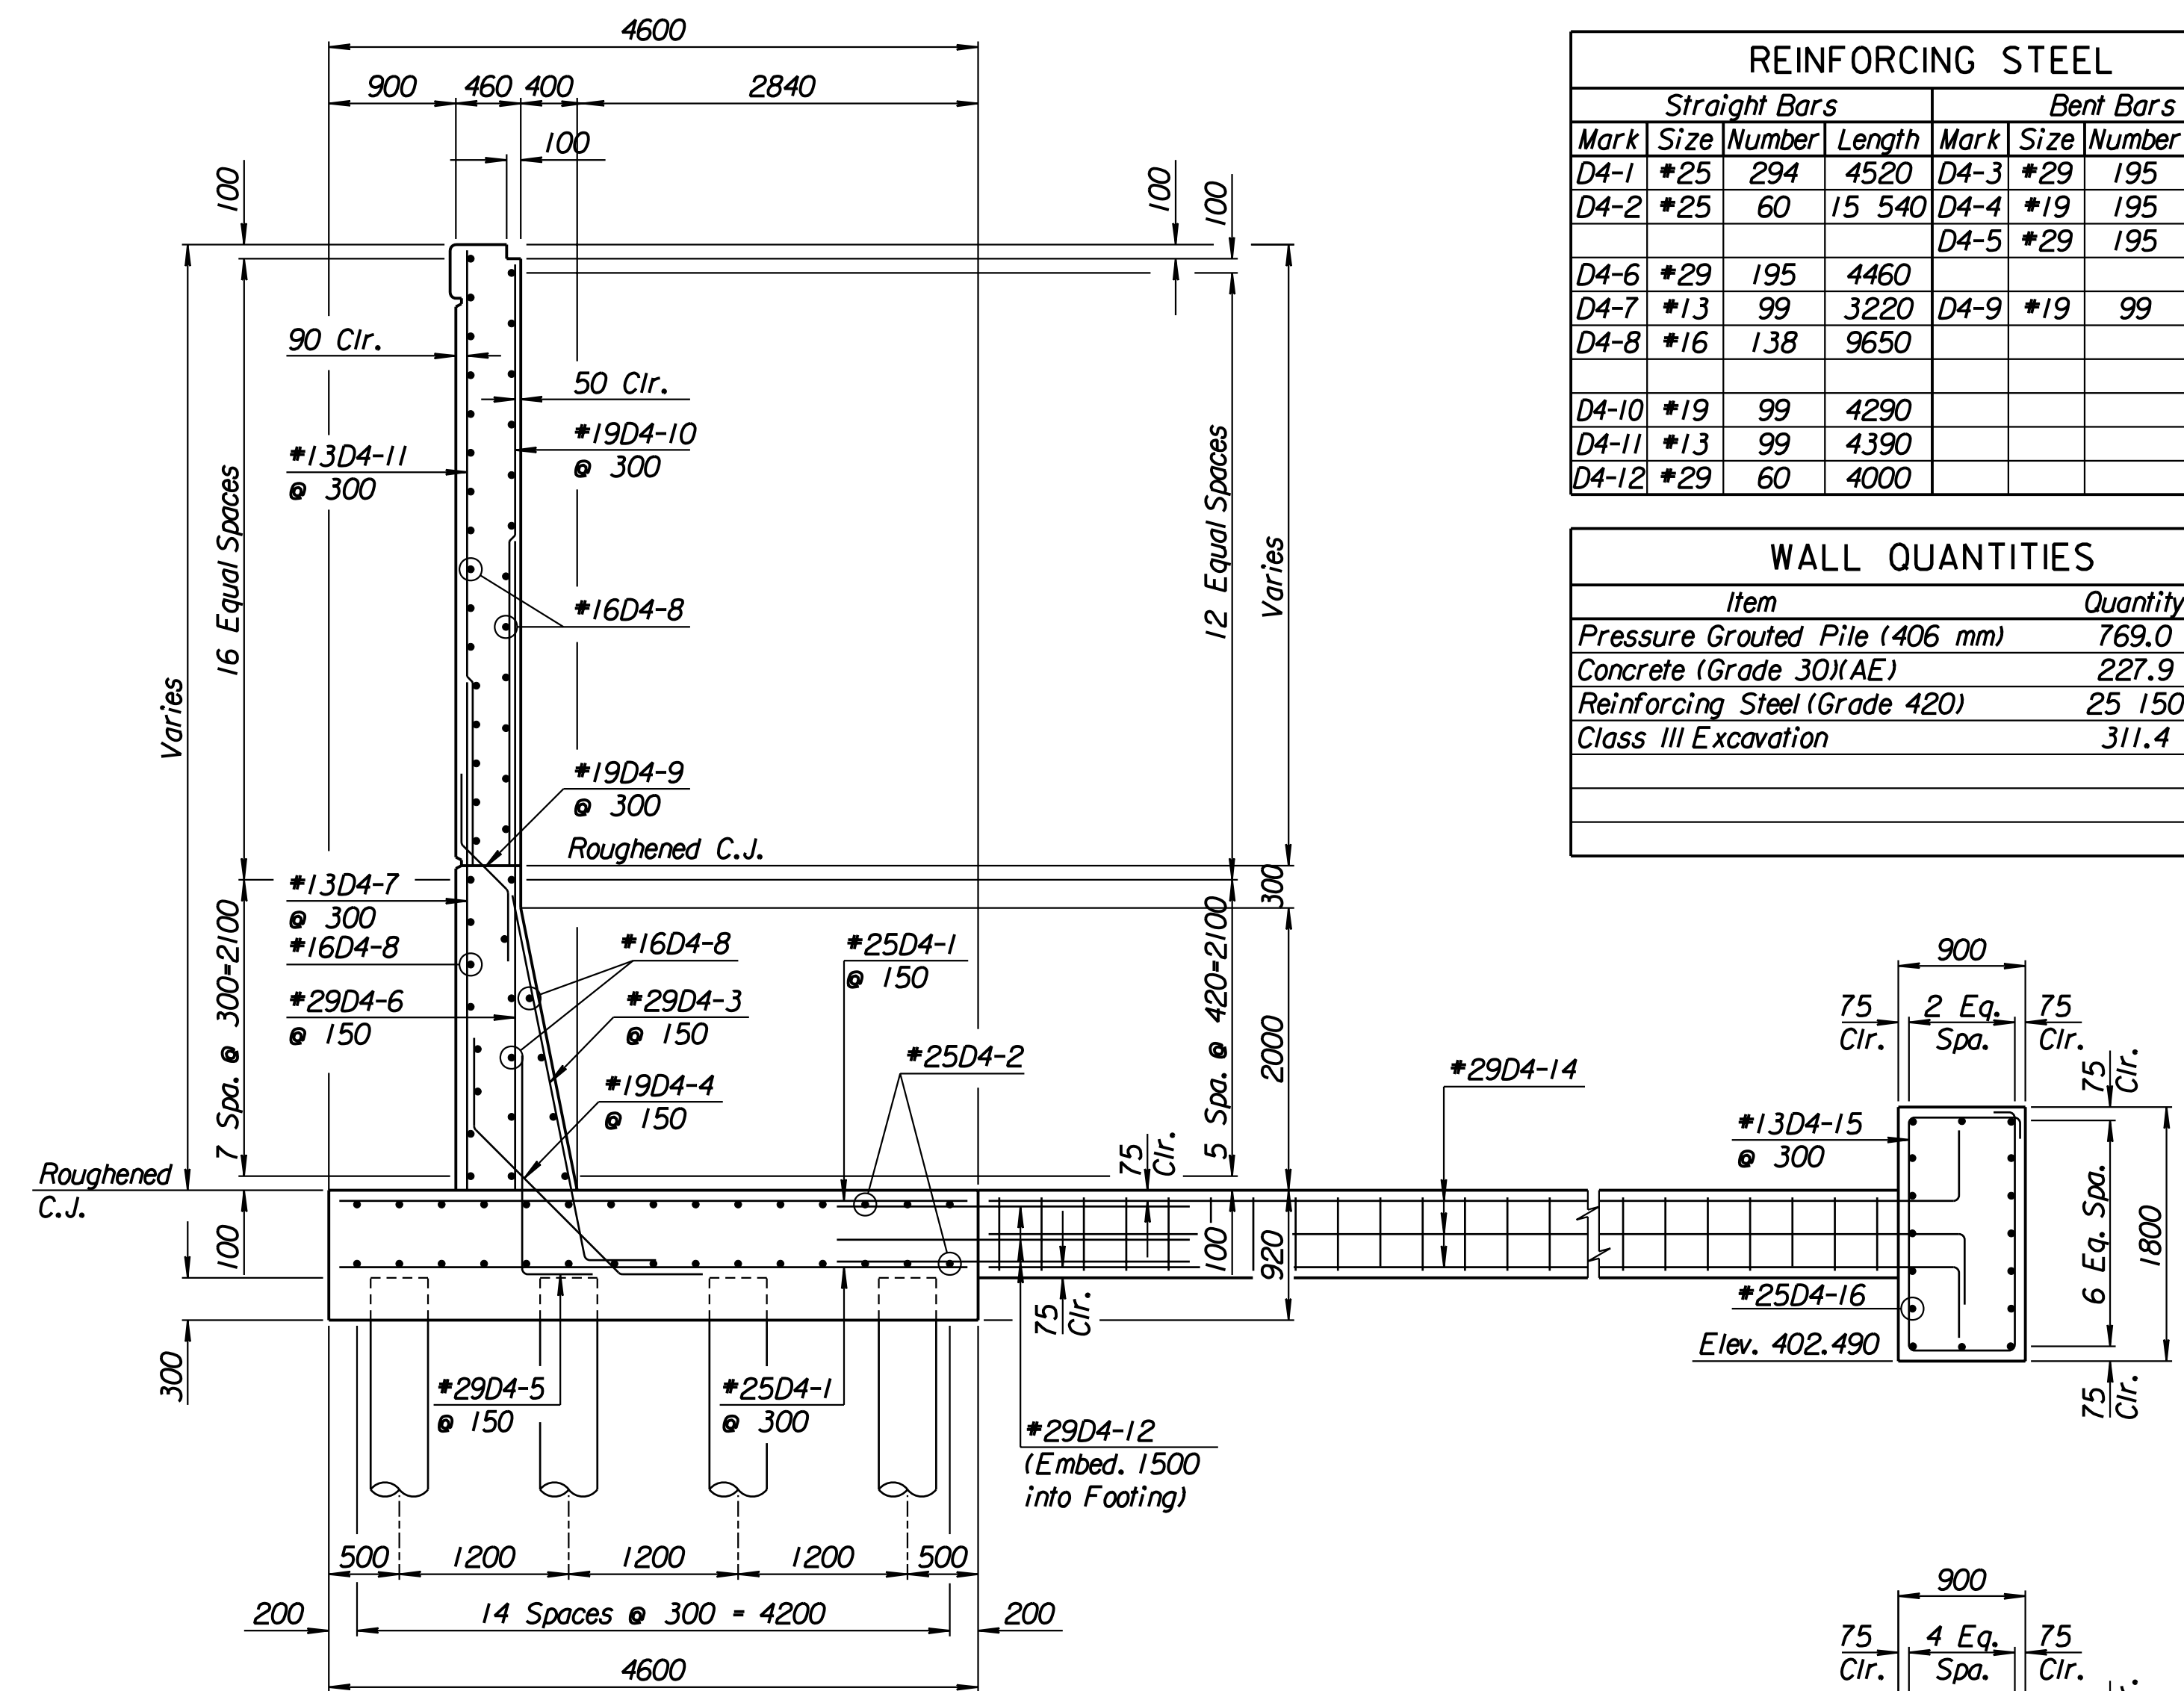 4600
900 460 400 2840
100
100
100
100
90 Clr.
50 Clr.
#19D4-10
@ 300
#13D4-11
@ 300
16 Equal Spaces
12 Equal Spaces
Varies
Varies
#16D4-8
#19D4-9
@ 300
Roughened C.J.
300
#13D4-7
@ 300
#16D4-8
#29D4-6
@ 150
7 Spa. @ 300=2100
#16D4-8
#29D4-3
@ 150
#19D4-4
@ 150
#25D4-1
@ 150
#25D4-2
5 Spa. @ 420=2100
2000
75
Clr.
Roughened
C.J.
100
300
100
920
75
Clr.
#29D4-5
@ 150
#25D4-1
@ 300
#29D4-12
(Embed. 1500
into Footing)
500 1200 1200 1200 500
200 14 Spaces @ 300 = 4200 200
4600
REINFORCING STEEL
Straight Bars Bent Bars
Mark Size Number Length Mark Size Number
D4-1 #25 294 4520 D4-3 #29 195
D4-2 #25 60 15 540 D4-4 #19 195
D4-5 #29 195
D4-6 #29 195 4460
D4-7 #13 99 3220 D4-9 #19 99
D4-8 #16 138 9650
D4-10 #19 99 4290
D4-11 #13 99 4390
D4-12 #29 60 4000
WALL QUANTITIES
Item Quantity
Pressure Grouted Pile (406 mm) 769.0
Concrete (Grade 30)(AE) 227.9
Reinforcing Steel (Grade 420) 25 150
Class III Excavation 311.4
900
75 2 Eq. 75
Clr. Spa. Clr.
75
Clr.
#29D4-14
#13D4-15
@ 300
6 Eq. Spa.
1800
#25D4-16
Elev. 402.490
75
Clr.
900
75 4 Eq. 75
Clr. Spa. Clr.